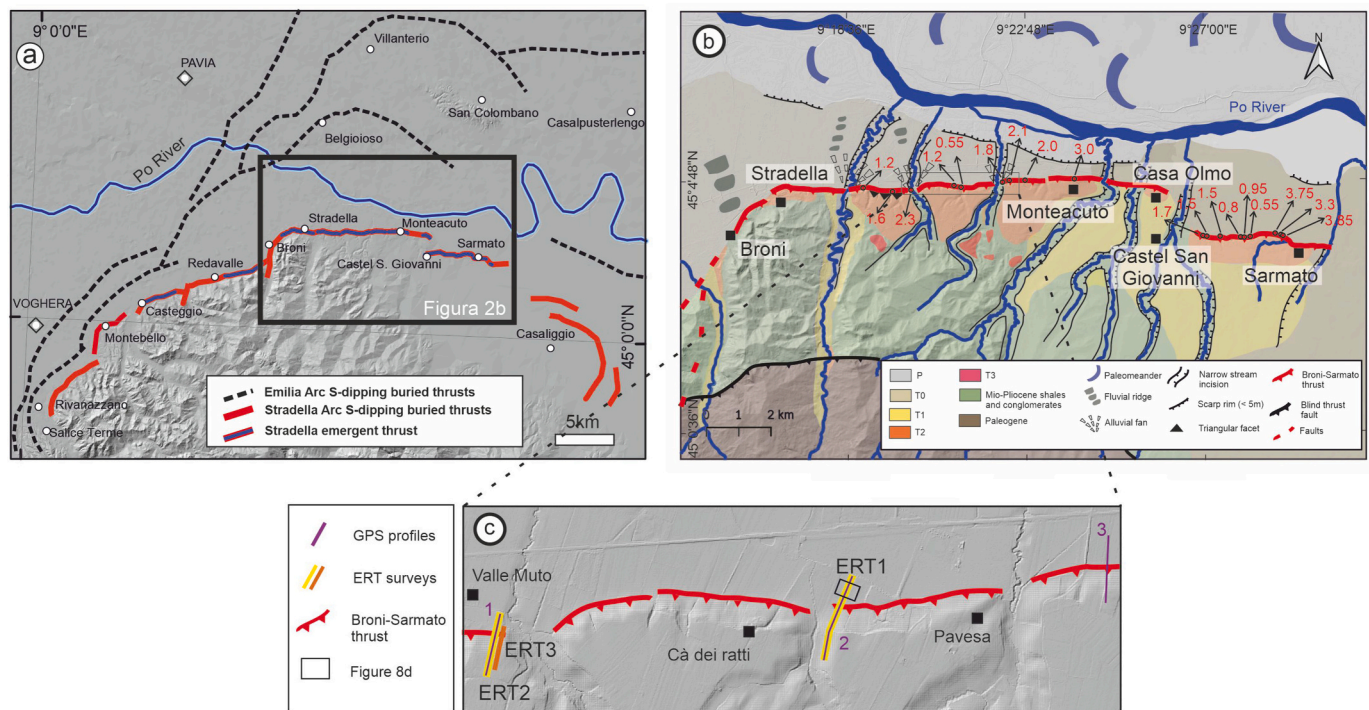 9°0'0"E
a
Villanterio
PAVIA
San Colombano
Casalpusterlengo
Belgioioso
Po River
Stradella
Monteacuto
Broni
Sarmato
Redavalle
Castel S. Giovanni
VOGHERA
Casteggio
Figura 2b
Montebello
Casaliggio
45°0'0"N
Rivanazzano
Salice Terme
Emilia Arc S-dipping buried thrusts
Stradella Arc S-dipping buried thrusts
Stradella emergent thrust
5km
b
9°22'48"E
9°27'00"E
Po River
45°4'48"N
Stradella
1.2
1.2
0.55
1.8
2.1
2.0
3.0
Casa Olmo
1.6
2.3
Monteacuto
1.7
1.5
0.8
0.95
0.55
3.75
3.3
3.85
Broni
Castel San
Giovanni
Sarmato
45°0'36"N
0 1 2 km
P
T0
T1
T2
T3
Mio-Pliocene shales
and conglomerates
Paleogene
Paleomeander
Fluvial ridge
Alluvial fan
Narrow stream
incision
Scarp rim (< 5m)
Triangular facet
Broni-Sarmato
thrust
Blind thrust
fault
Faults
GPS profiles
ERT surveys
Broni-Sarmato
thrust
Figure 8d
c
Valle Muto
1
ERT3
ERT2
Cà dei ratti
ERT1
2
Pavesa
3